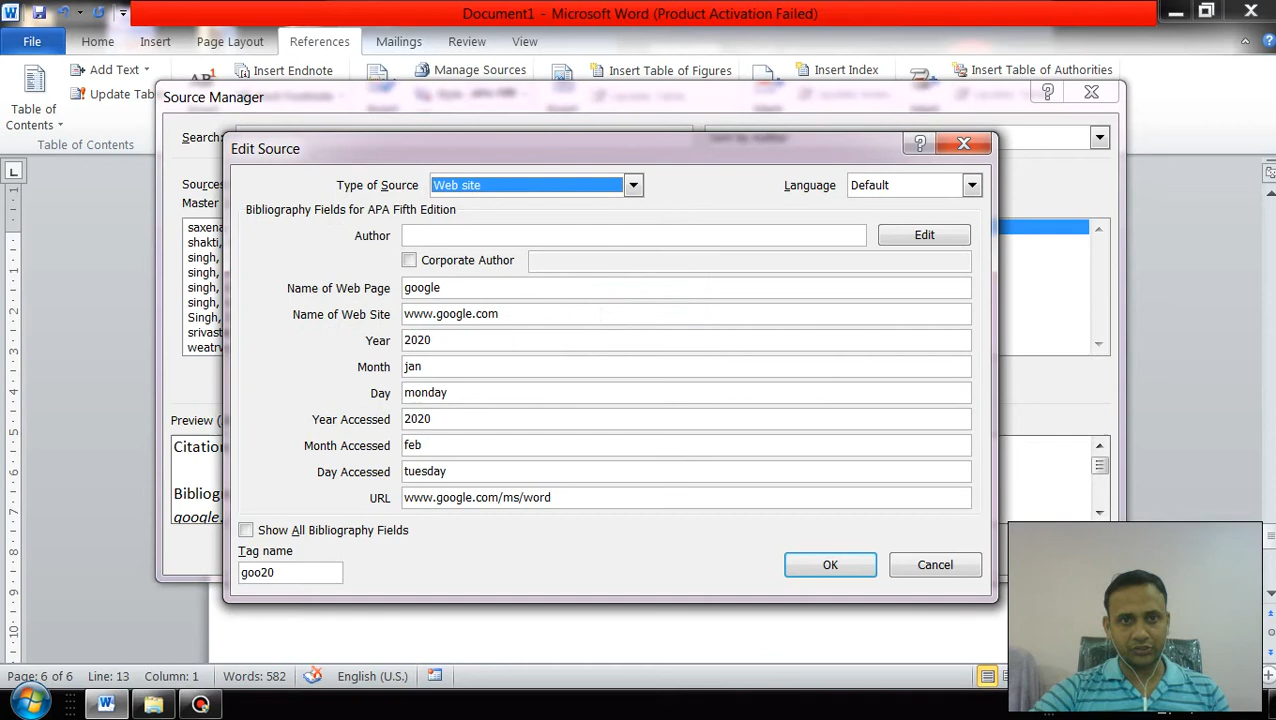 Document1 - Microsoft Word (Product Activation Failed)
File Home Insert Page Layout References Mailings Review View
Add Text Insert Endnote Manage Sources Insert Table of Figures Insert Index Insert Table of Authorities
Update Tab
Table of
Contents
Table of Contents
Source Manager
Search:
Sort by Author
Edit Source
Type of Source Web site Language Default
Sources
Master
Bibliography Fields for APA Fifth Edition
saxena
shakti,
singh,
singh,
singh,
singh,
Singh,
srivast
weatrw
Author Edit
Corporate Author
Name of Web Page google
Name of Web Site www.google.com
Year 2020
Month jan
Day monday
Year Accessed 2020
Month Accessed feb
Day Accessed tuesday
URL www.google.com/ms/word
Preview (
Citation
Bibliog
google.
Show All Bibliography Fields
Tag name
goo20
OK Cancel
Page: 6 of 6 Line: 13 Column: 1 Words: 582 English (U.S.)